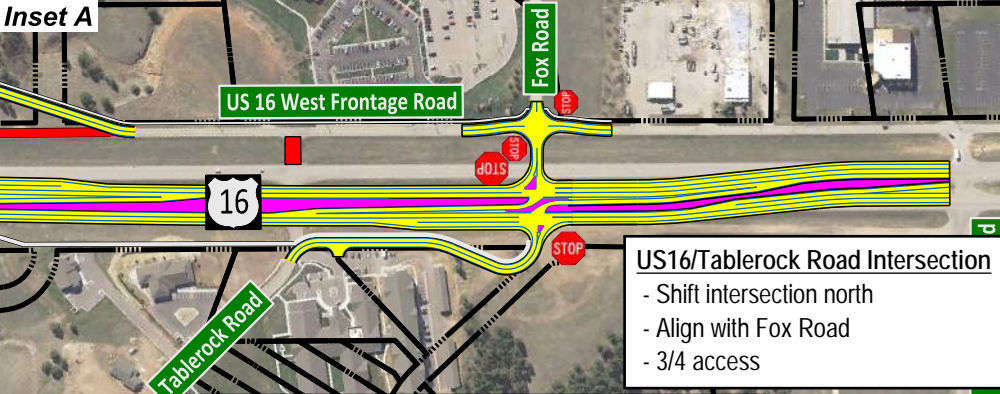 Inset A
Fox Road
STOP
US 16 West Frontage Road
STOP
STOP
16
STOP
US16/Tablerock Road Intersection
- Shift intersection north
- Align with Fox Road
- 3/4 access
Tablerock Road
d